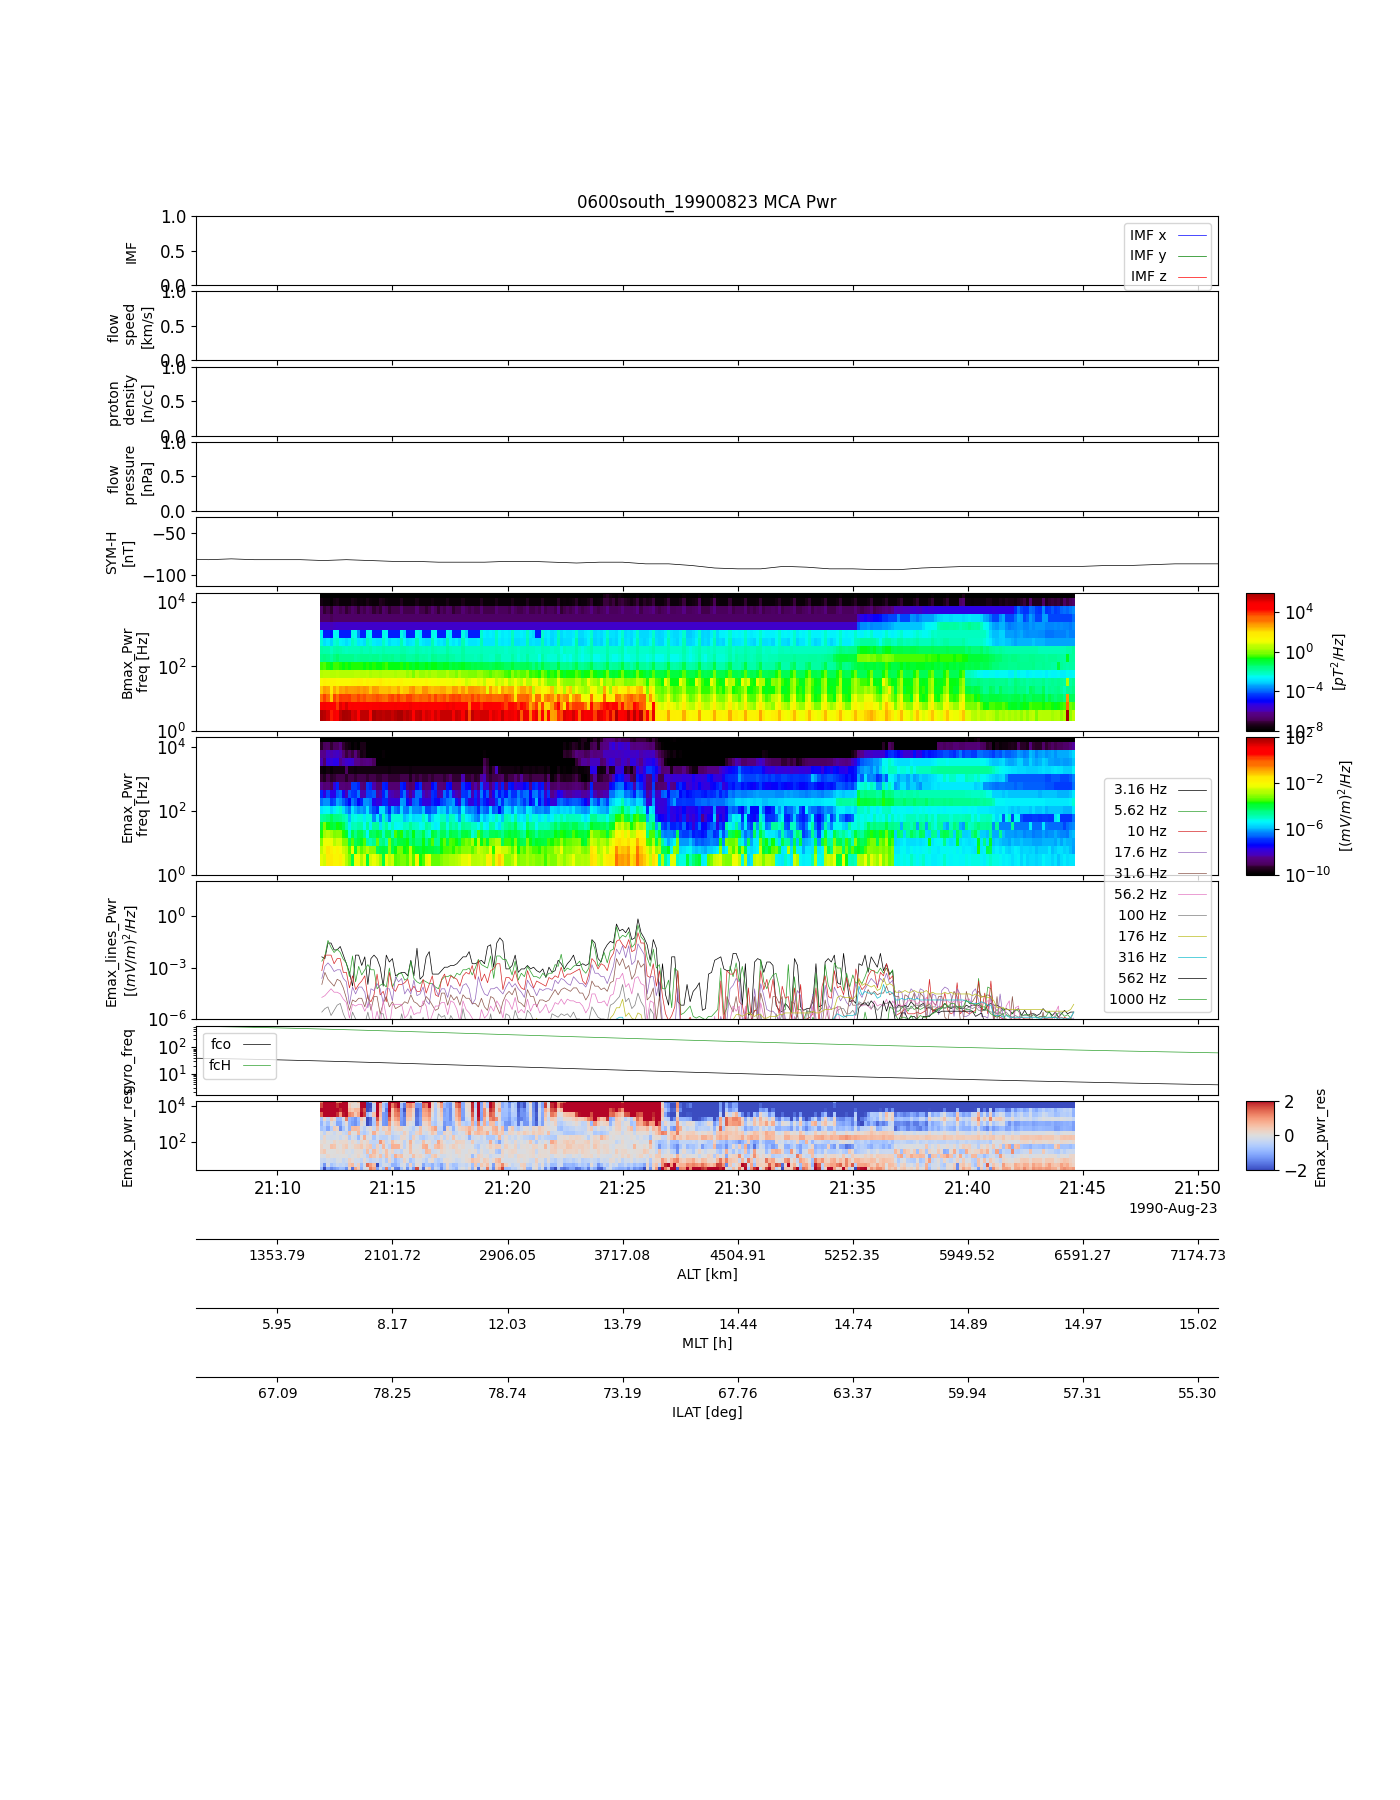 0600south_19900823 MCA Pwr
IMF
1.0
0.5
0.0
IMF x
IMF y
IMF z
flow
speed
[km/s]
1.0
0.5
0.0
proton
density
[n/cc]
1.0
0.5
0.0
flow
pressure
[nPa]
1.0
0.5
0.0
SYM-H
[nT]
−50
−100
Bmax_Pwr
freq [Hz]
10^4
10^2
10^0
10^4
10^0
10^−4
10^−8
[pT^2/Hz]
Emax_Pwr
freq [Hz]
10^4
10^2
10^0
10^2
10^−2
10^−6
10^−10
[(mV/m)^2/Hz]
3.16 Hz
5.62 Hz
10 Hz
17.6 Hz
31.6 Hz
56.2 Hz
100 Hz
176 Hz
316 Hz
562 Hz
1000 Hz
Emax_lines_Pwr
[(mV/m)^2/Hz]
10^0
10^−3
10^−6
gyro_freq
10^2
10^1
fco
fcH
Emax_pwr_res
10^4
10^2
2
0
−2
Emax_pwr_res
21:10 21:15 21:20 21:25 21:30 21:35 21:40 21:45 21:50
1990-Aug-23
1353.79 2101.72 2906.05 3717.08 4504.91 5252.35 5949.52 6591.27 7174.73
ALT [km]
5.95 8.17 12.03 13.79 14.44 14.74 14.89 14.97 15.02
MLT [h]
67.09 78.25 78.74 73.19 67.76 63.37 59.94 57.31 55.30
ILAT [deg]